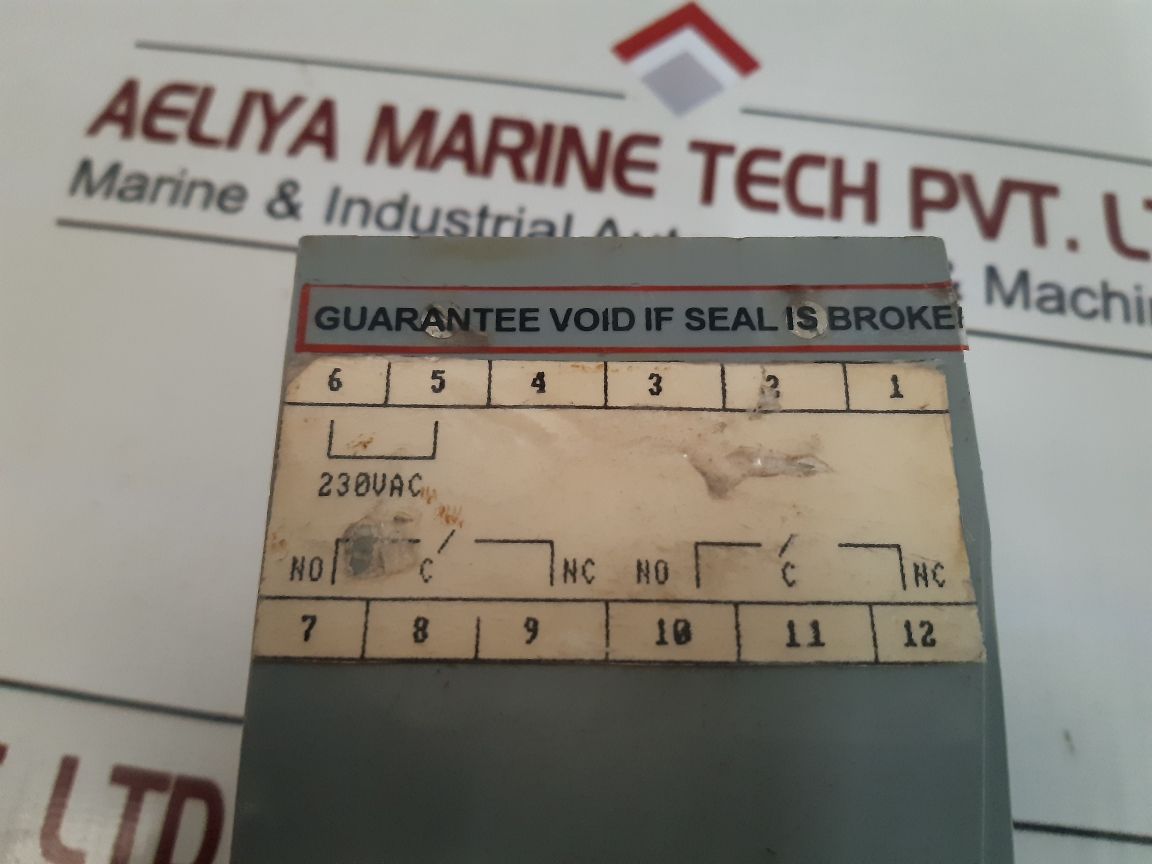 AELIYA MARINE TECH PVT.
Marine & Industrial
& Machi
GUARANTEE VOID IF SEAL IS BROKE
6 5 4 3 2 1
230VAC
NO C NC NO C NC
7 8 9 10 11 12
LTD